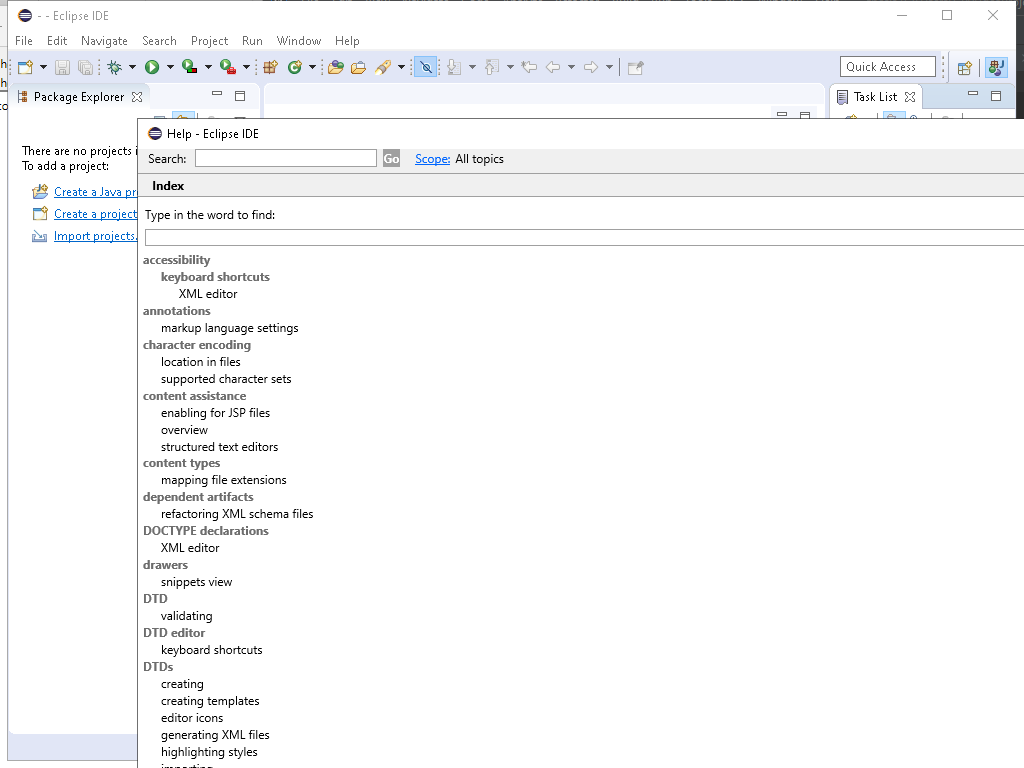 - - Eclipse IDE
File Edit Navigate Search Project Run Window Help
Quick Access
Package Explorer
Task List
There are no projects i
To add a project:
Create a Java pr
Create a project
Import projects.
Help - Eclipse IDE
Search: Go Scope: All topics
Index
Type in the word to find:
accessibility
keyboard shortcuts
XML editor
annotations
markup language settings
character encoding
location in files
supported character sets
content assistance
enabling for JSP files
overview
structured text editors
content types
mapping file extensions
dependent artifacts
refactoring XML schema files
DOCTYPE declarations
XML editor
drawers
snippets view
DTD
validating
DTD editor
keyboard shortcuts
DTDs
creating
creating templates
editor icons
generating XML files
highlighting styles